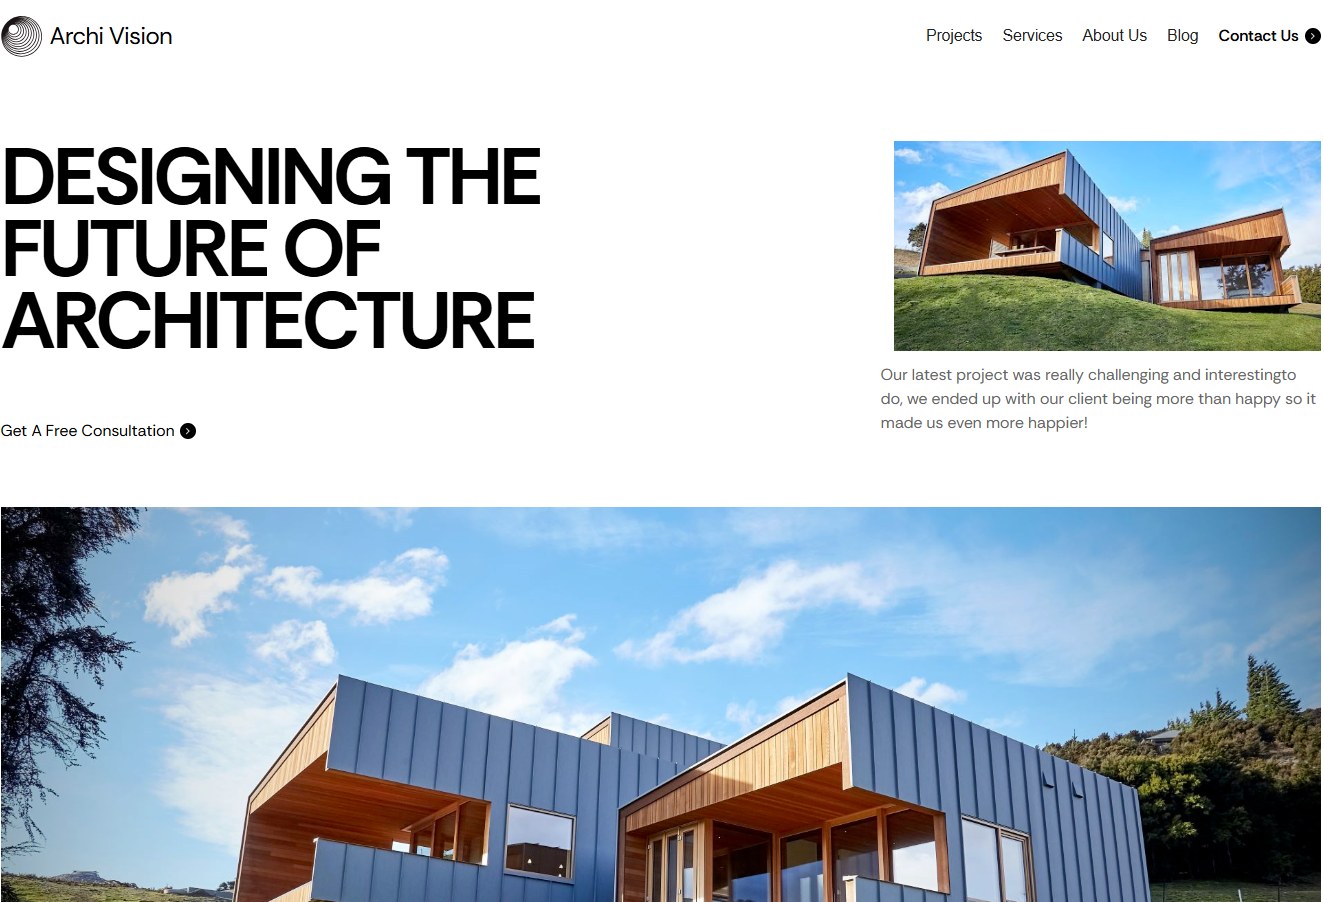 Archi Vision
Projects Services About Us Blog Contact Us
DESIGNING THE
FUTURE OF
ARCHITECTURE
Get A Free Consultation
Our latest project was really challenging and interestingto
do, we ended up with our client being more than happy so it
made us even more happier!